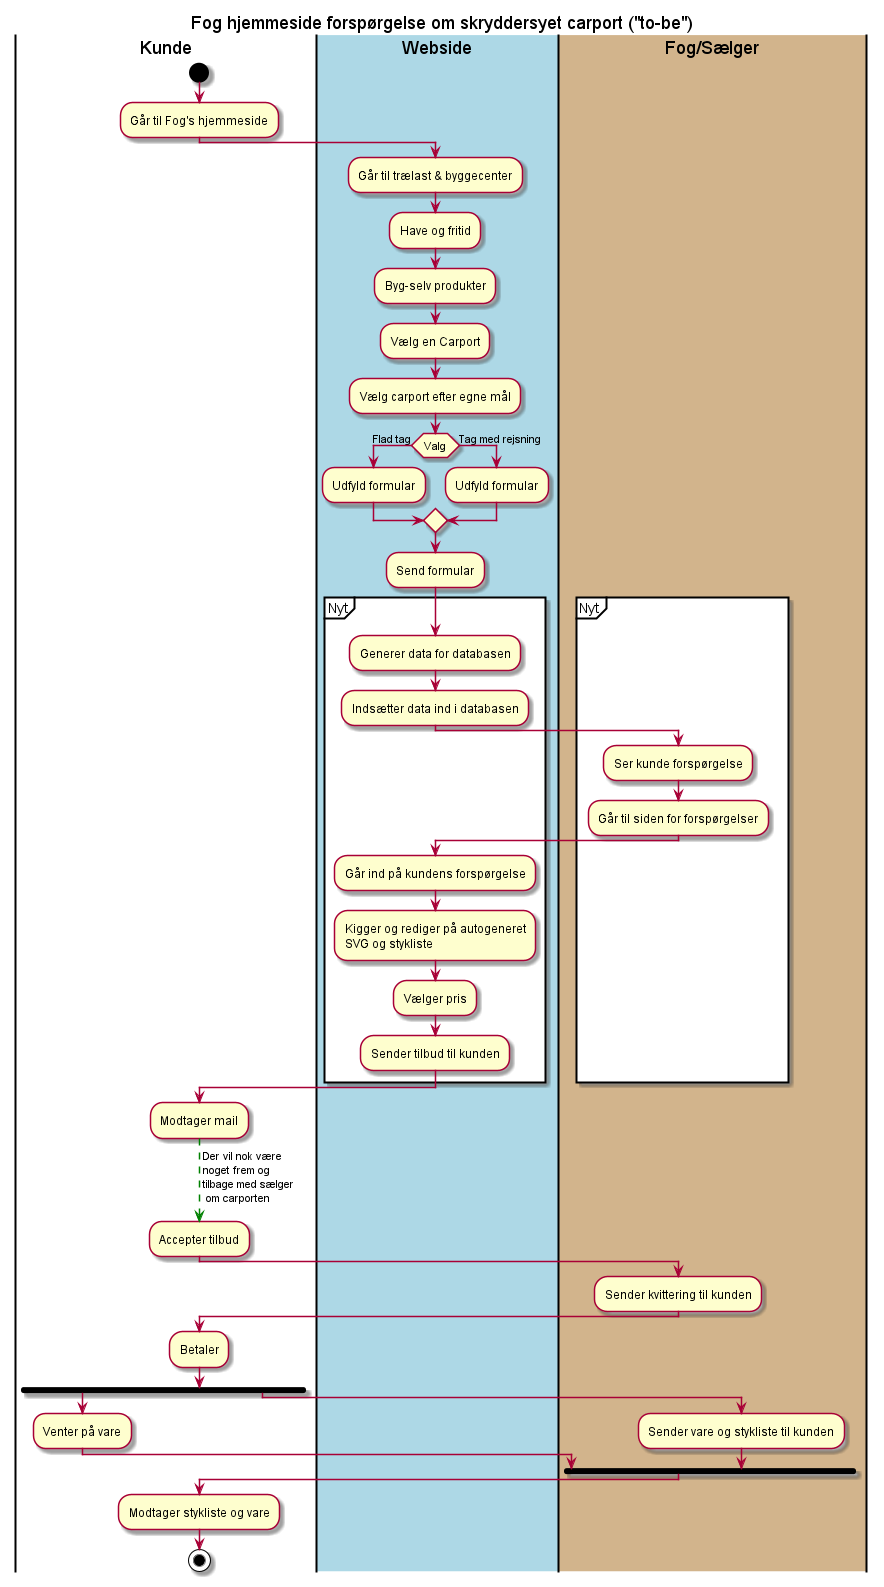 Fog hjemmeside forspørgelse om skryddersyet carport ("to-be")
Kunde
Webside
Fog/Sælger
Går til Fog's hjemmeside
Går til trælast & byggecenter
Have og fritid
Byg-selv produkter
Vælg en Carport
Vælg carport efter egne mål
Flad tag
Valg
Tag med rejsning
Udfyld formular
Udfyld formular
Send formular
Nyt
Nyt
Generer data for databasen
Indsætter data ind i databasen
Ser kunde forspørgelse
Går til siden for forspørgelser
Går ind på kundens forspørgelse
Kigger og rediger på autogeneret
SVG og stykliste
Vælger pris
Sender tilbud til kunden
Modtager mail
Der vil nok være
noget frem og
tilbage med sælger
om carporten
Accepter tilbud
Sender kvittering til kunden
Betaler
Venter på vare
Sender vare og stykliste til kunden
Modtager stykliste og vare